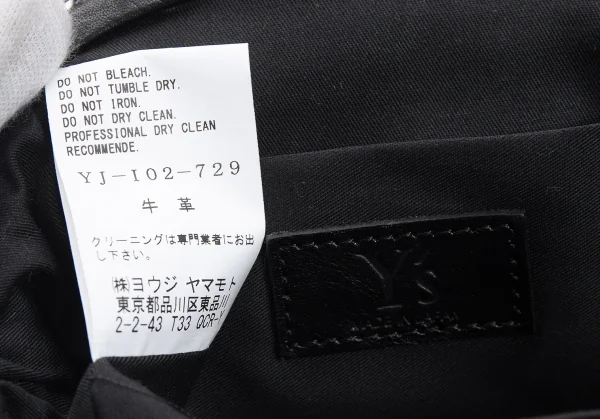 DO NOT BLEACH.
DO NOT TUMBLE DRY.
DO NOT IRON.
DO NOT DRY CLEAN.
PROFESSIONAL DRY CLEAN
RECOMMENDE.
YJ-I02-729
牛革
クリーニングは専門業者にお出
し下さい。
(株)ヨウジ ヤマモト
東京都品川区東品川
2-2-43 T33 QCR-Y
Y's